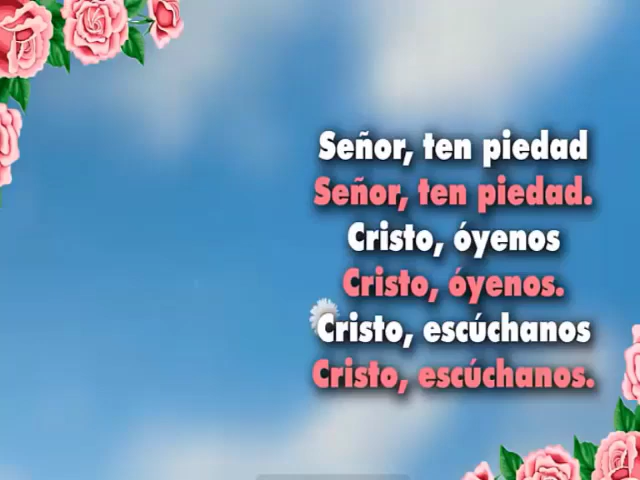 Señor, ten piedad
Señor, ten piedad.
Cristo, óyenos
Cristo, óyenos.
Cristo, escúchanos
Cristo, escúchanos.